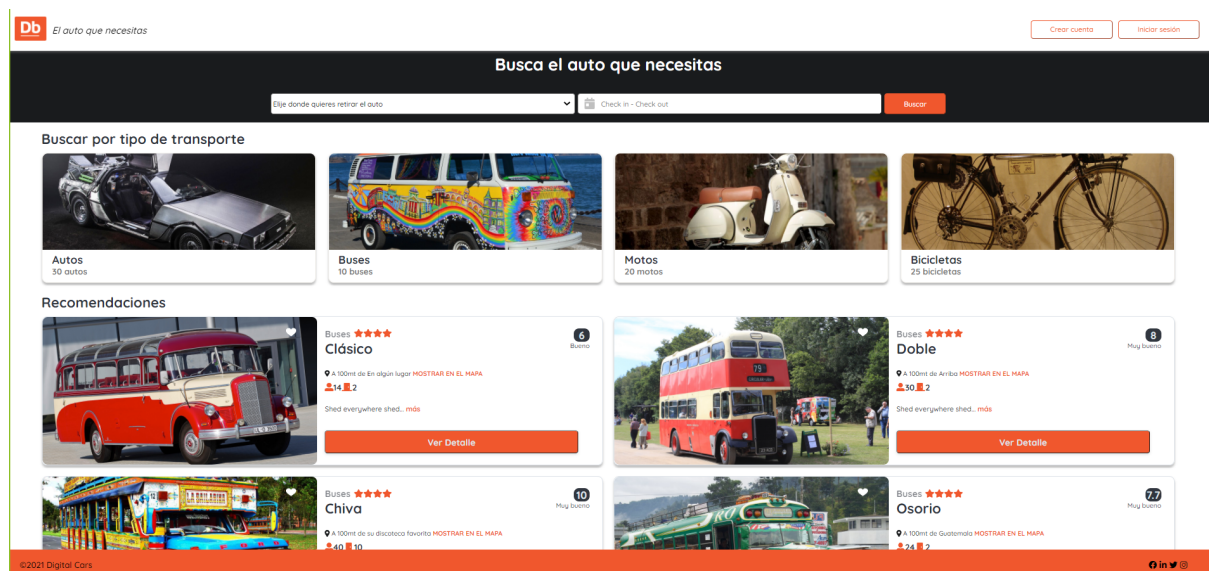 Db El auto que necesitas
Crear cuenta
Iniciar sesión
Busca el auto que necesitas
Elije donde quieres retirar el auto
Check in - Check out
Buscar
Buscar por tipo de transporte
Autos
30 autos
Buses
10 buses
Motos
20 motos
Bicicletas
25 bicicletas
Recomendaciones
Buses
Clásico
6
Bueno
A 100mt de En algún lugar MOSTRAR EN EL MAPA
14 2
Shed everywhere shed... más
Ver Detalle
79
Buses
Doble
8
Muy bueno
A 100mt de Arriba MOSTRAR EN EL MAPA
30 2
Shed everywhere shed... más
Ver Detalle
LA BAILARINA
Buses
Chiva
10
Muy bueno
A 100mt de su discoteca favorita MOSTRAR EN EL MAPA
40 10
Buses
Osorio
7.7
Muy bueno
A 100mt de Guatemala MOSTRAR EN EL MAPA
24 2
©2021 Digital Cars